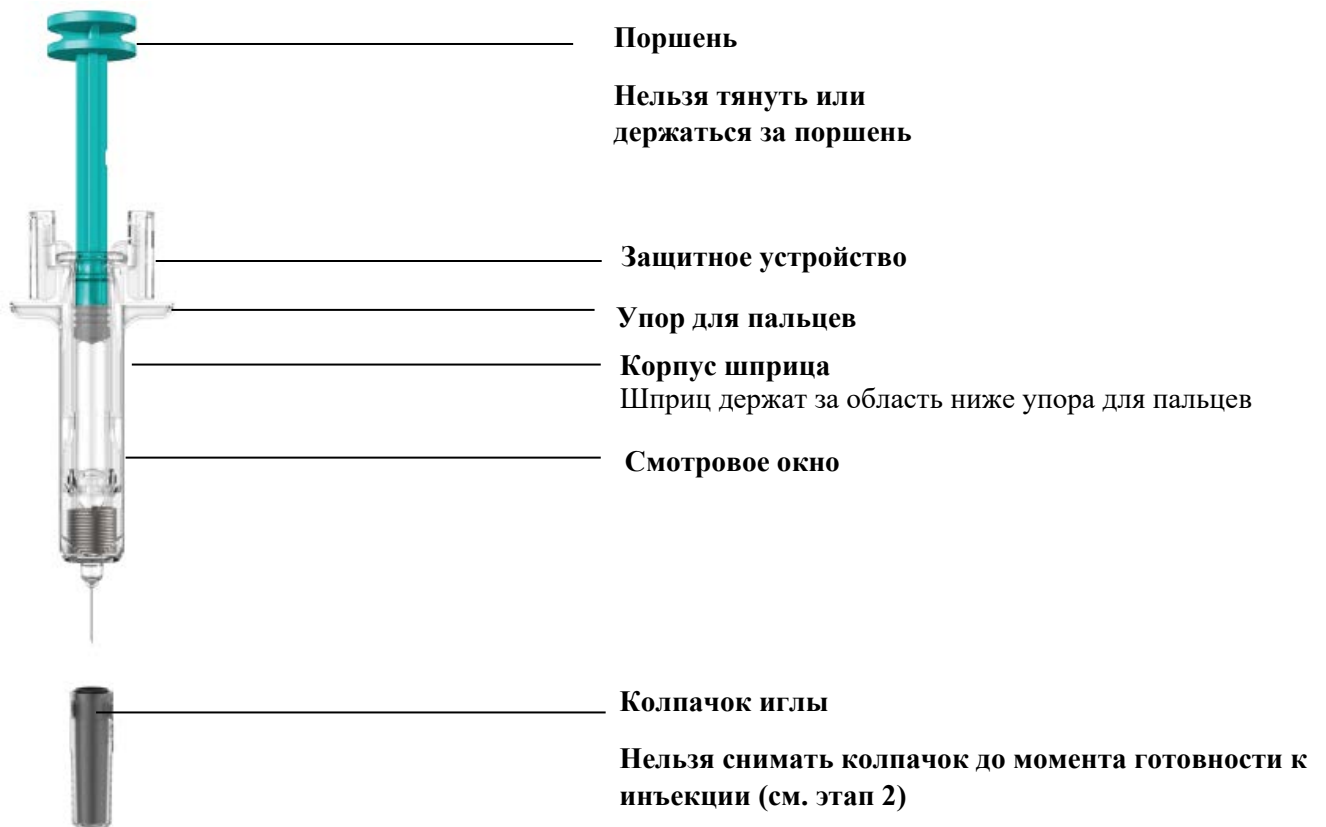 Поршень
Нельзя тянуть или
держаться за поршень
Защитное устройство
Упор для пальцев
Корпус шприца
Шприц держат за область ниже упора для пальцев
Смотровое окно
Колпачок иглы
Нельзя снимать колпачок до момента готовности к
инъекции (см. этап 2)